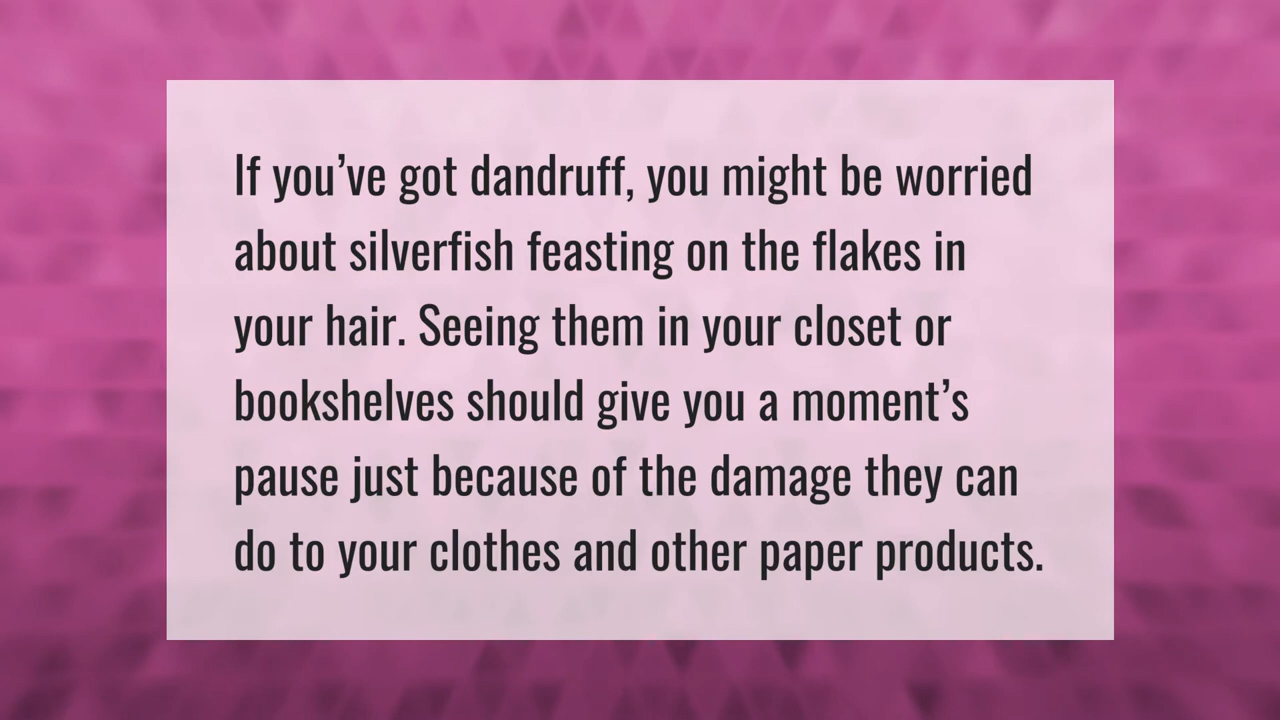 If you’ve got dandruff, you might be worried
about silverfish feasting on the flakes in
your hair. Seeing them in your closet or
bookshelves should give you a moment’s
pause just because of the damage they can
do to your clothes and other paper products.